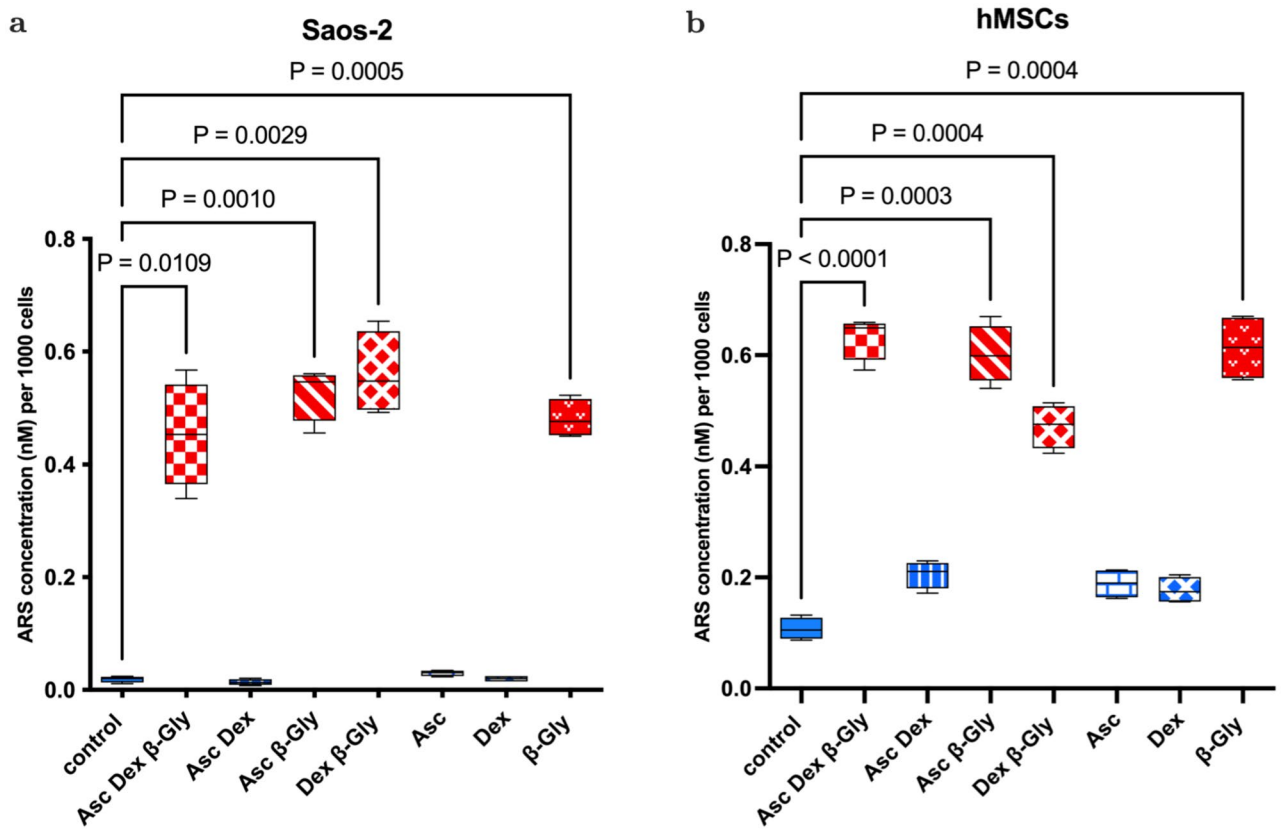 a
Saos-2
P = 0.0005
P = 0.0029
P = 0.0010
P = 0.0109
ARS concentration (nM) per 1000 cells
0.8
0.6
0.4
0.2
0.0
control
Asc Dex β-Gly
Asc Dex
Asc β-Gly
Dex β-Gly
Asc
Dex
β-Gly
b
hMSCs
P = 0.0004
P = 0.0004
P = 0.0003
P < 0.0001
ARS concentration (nM) per 1000 cells
0.8
0.6
0.4
0.2
0.0
control
Asc Dex β-Gly
Asc Dex
Asc β-Gly
Dex β-Gly
Asc
Dex
β-Gly